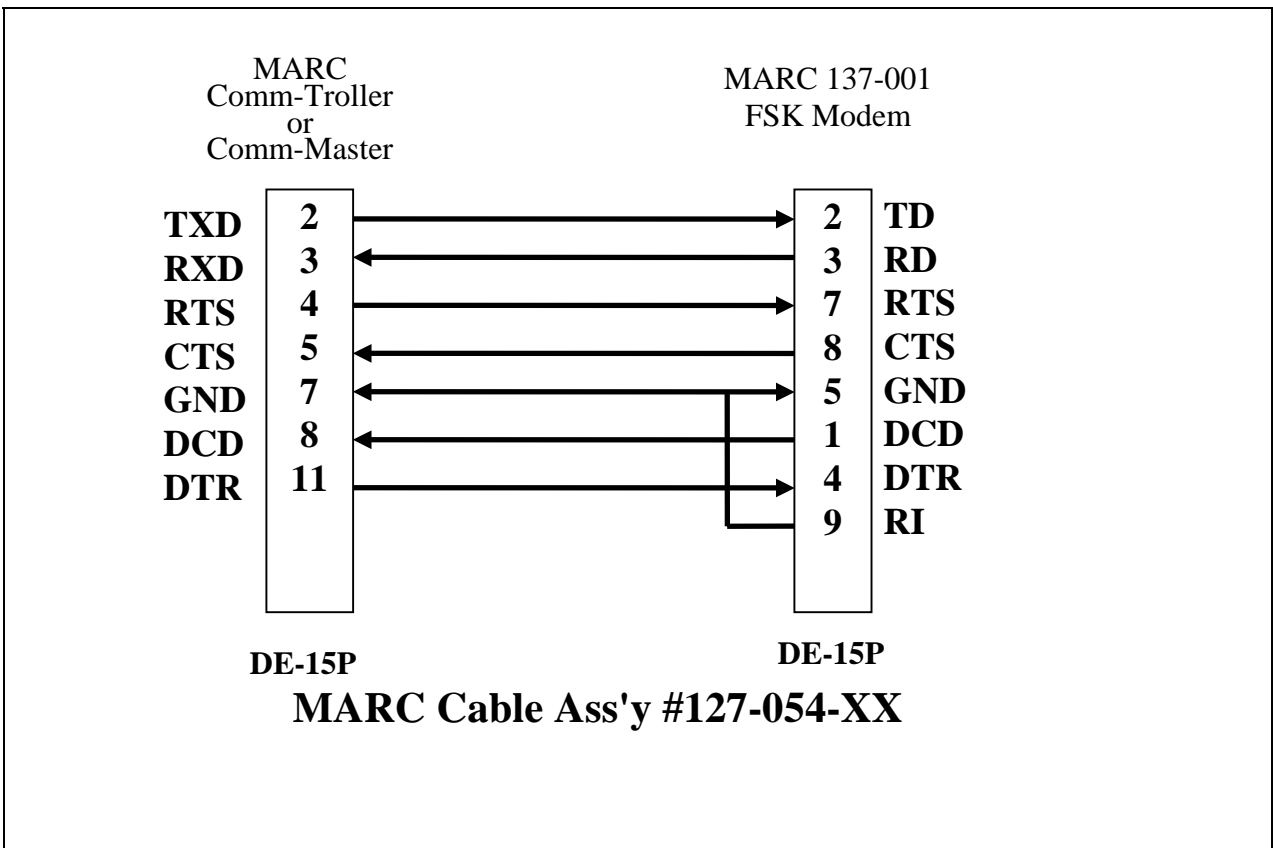 MARC
Comm-Troller
or
Comm-Master
MARC 137-001
FSK Modem
TXD 2 2 TD
RXD 3 3 RD
RTS 4 7 RTS
CTS 5 8 CTS
GND 7 5 GND
DCD 8 1 DCD
DTR 11 4 DTR
9 RI
DE-15P
DE-15P
MARC Cable Ass'y #127-054-XX